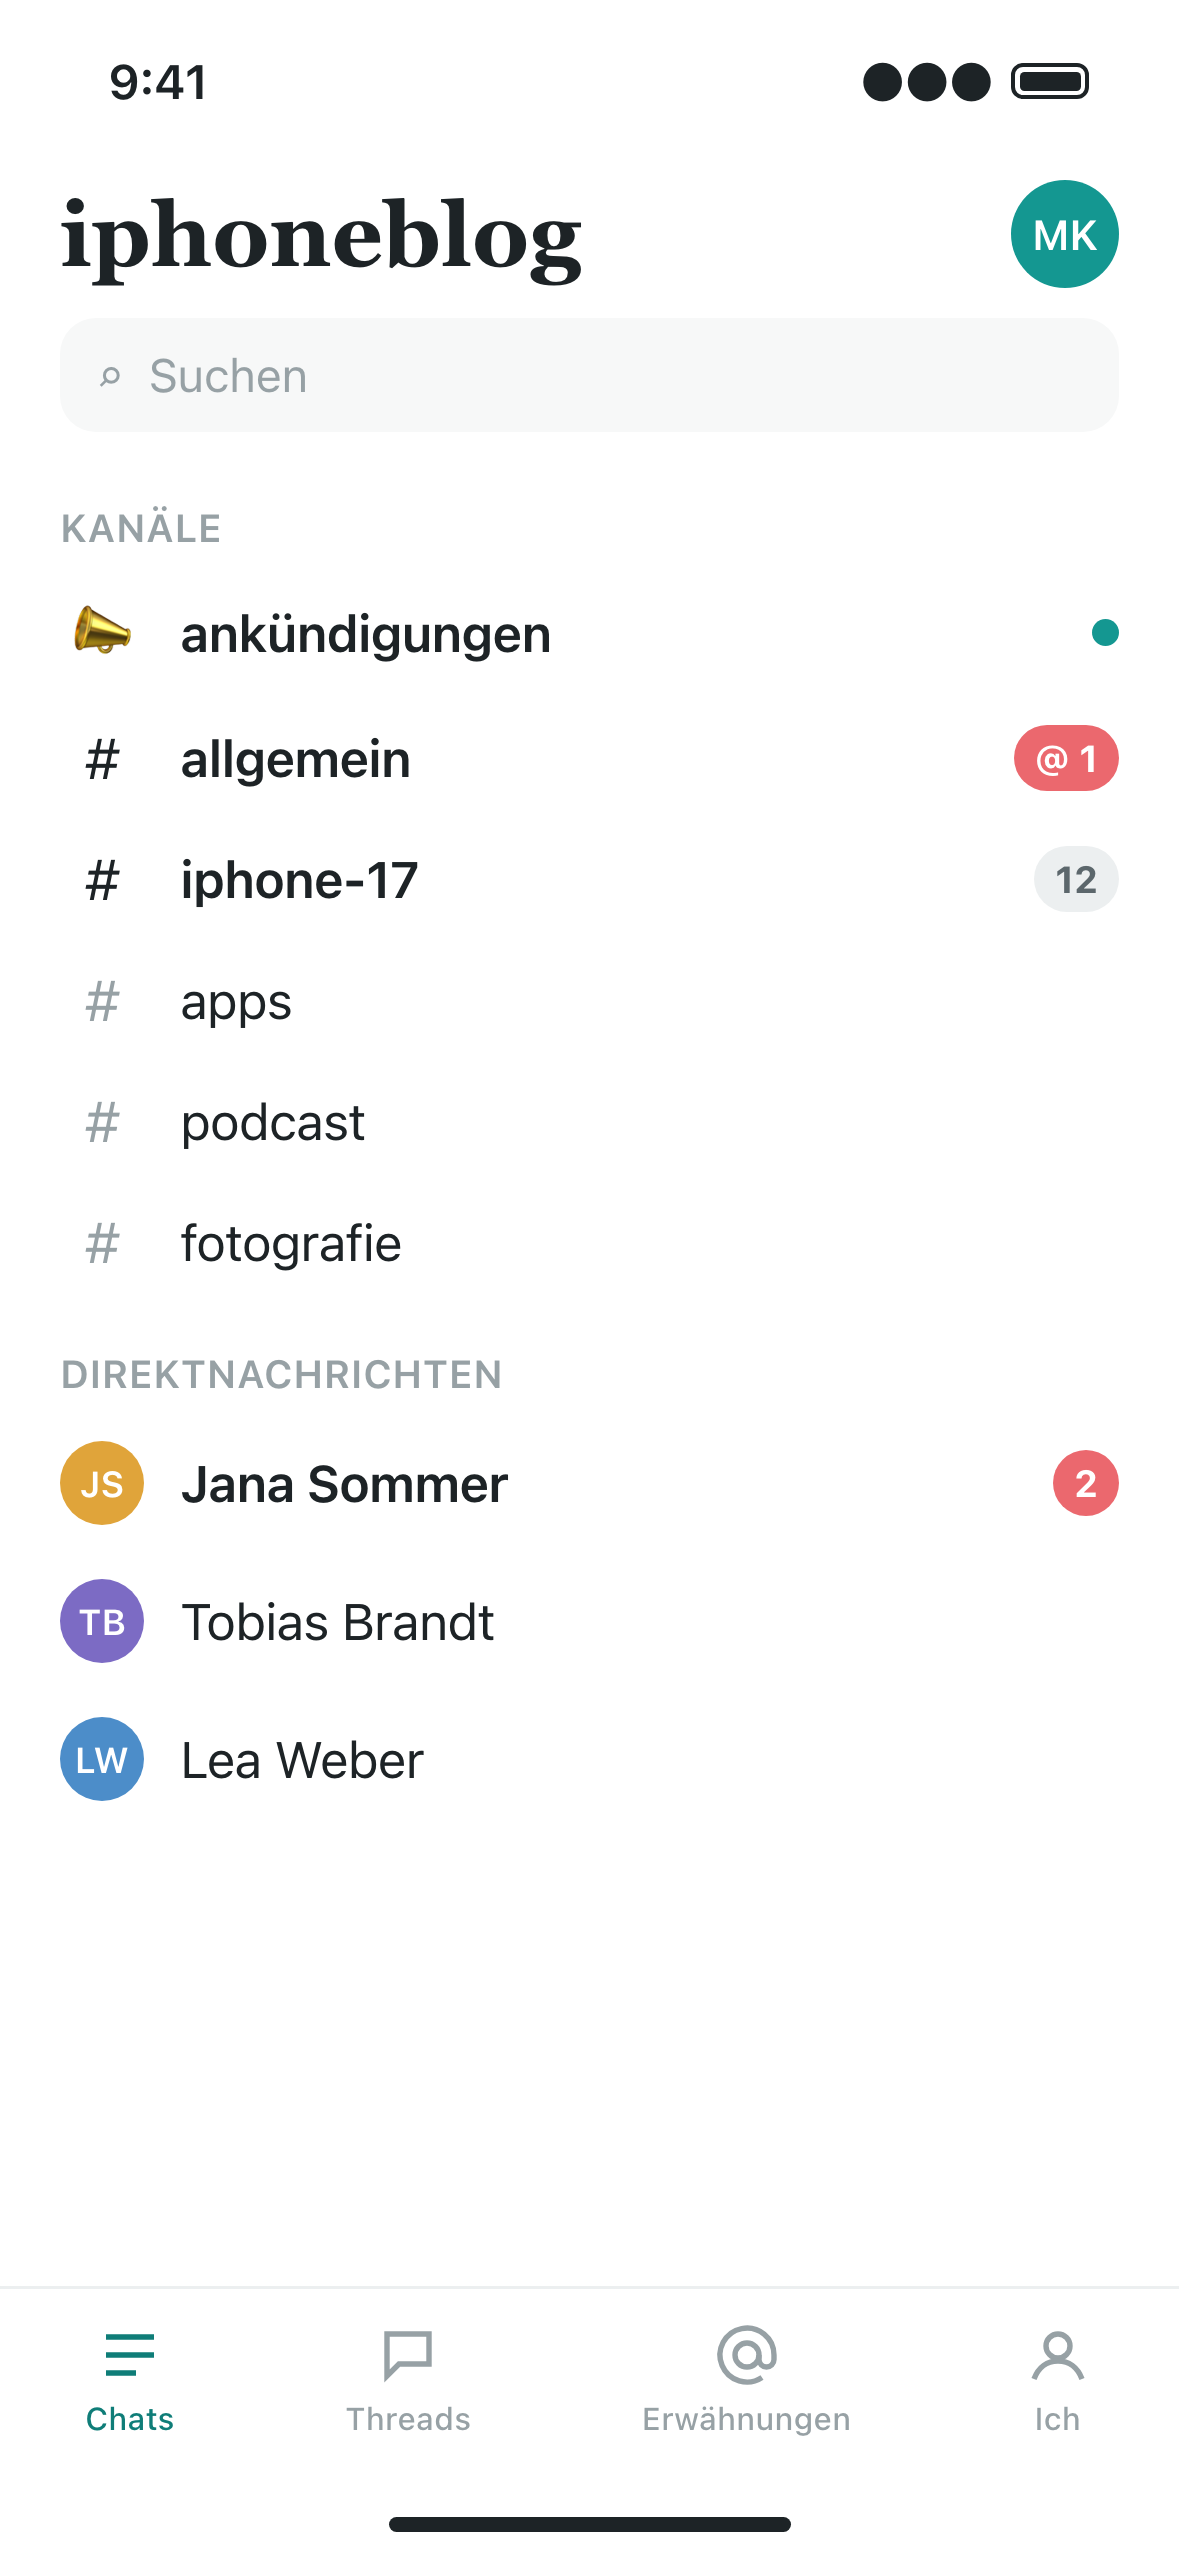 9:41
iphoneblog
MK
Suchen
KANÄLE
ankündigungen
# allgemein @ 1
# iphone-17 12
# apps
# podcast
# fotografie
DIREKTNACHRICHTEN
JS Jana Sommer 2
TB Tobias Brandt
LW Lea Weber
Chats Threads Erwähnungen Ich